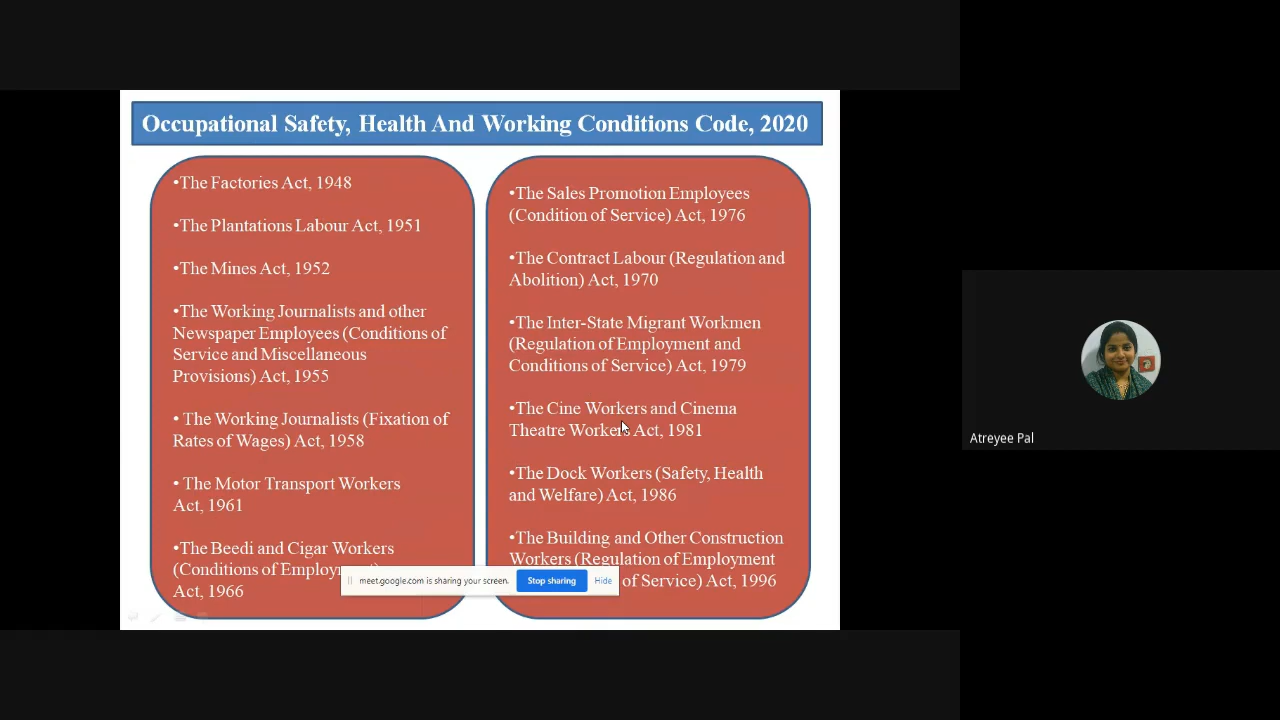 Occupational Safety, Health And Working Conditions Code, 2020
•The Factories Act, 1948
•The Plantations Labour Act, 1951
•The Mines Act, 1952
•The Working Journalists and other
Newspaper Employees (Conditions of
Service and Miscellaneous
Provisions) Act, 1955
• The Working Journalists (Fixation of
Rates of Wages) Act, 1958
• The Motor Transport Workers
Act, 1961
•The Beedi and Cigar Workers
(Conditions of
Act, 1966
•The Sales Promotion Employees
(Condition of Service) Act, 1976
•The Contract Labour (Regulation and
Abolition) Act, 1970
•The Inter-State Migrant Workmen
(Regulation of Employment and
Conditions of Service) Act, 1979
•The Cine Workers and Cinema
Theatre Workers Act, 1981
•The Dock Workers (Safety, Health
and Welfare) Act, 1986
•The Building and Other Construction
Workers (Regulation of Employment
of Service) Act, 1996
meet.google.com is sharing your screen. Stop sharing Hide
Atreyee Pal